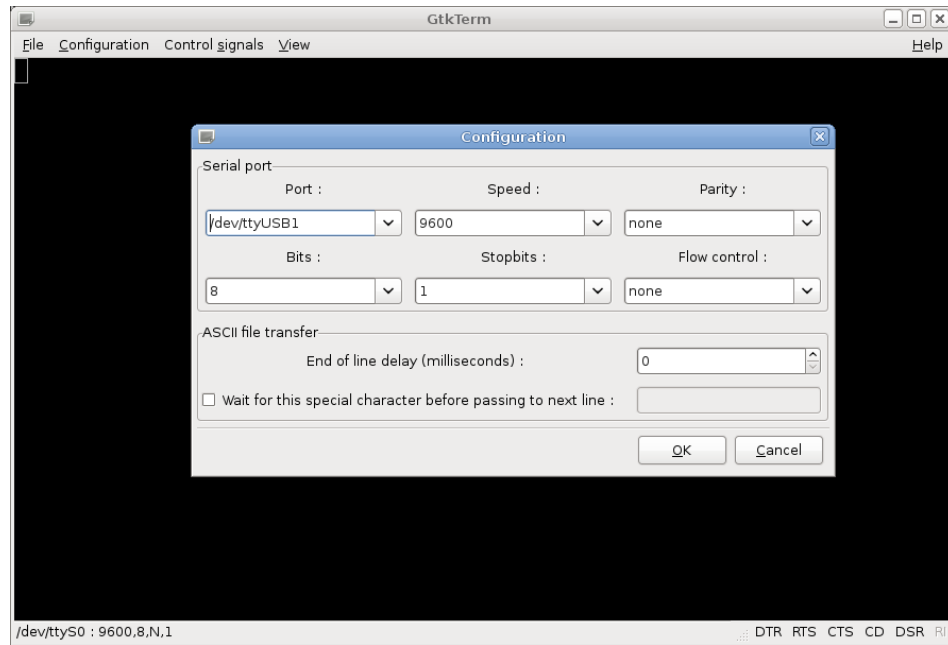 GtkTerm
File Configuration Control signals View Help
Configuration
Serial port
Port : Speed : Parity :
/dev/ttyUSB1 9600 none
Bits : Stopbits : Flow control :
8 1 none
ASCII file transfer
End of line delay (milliseconds) : 0
Wait for this special character before passing to next line :
OK Cancel
/dev/ttyS0 : 9600,8,N,1 DTR RTS CTS CD DSR RI